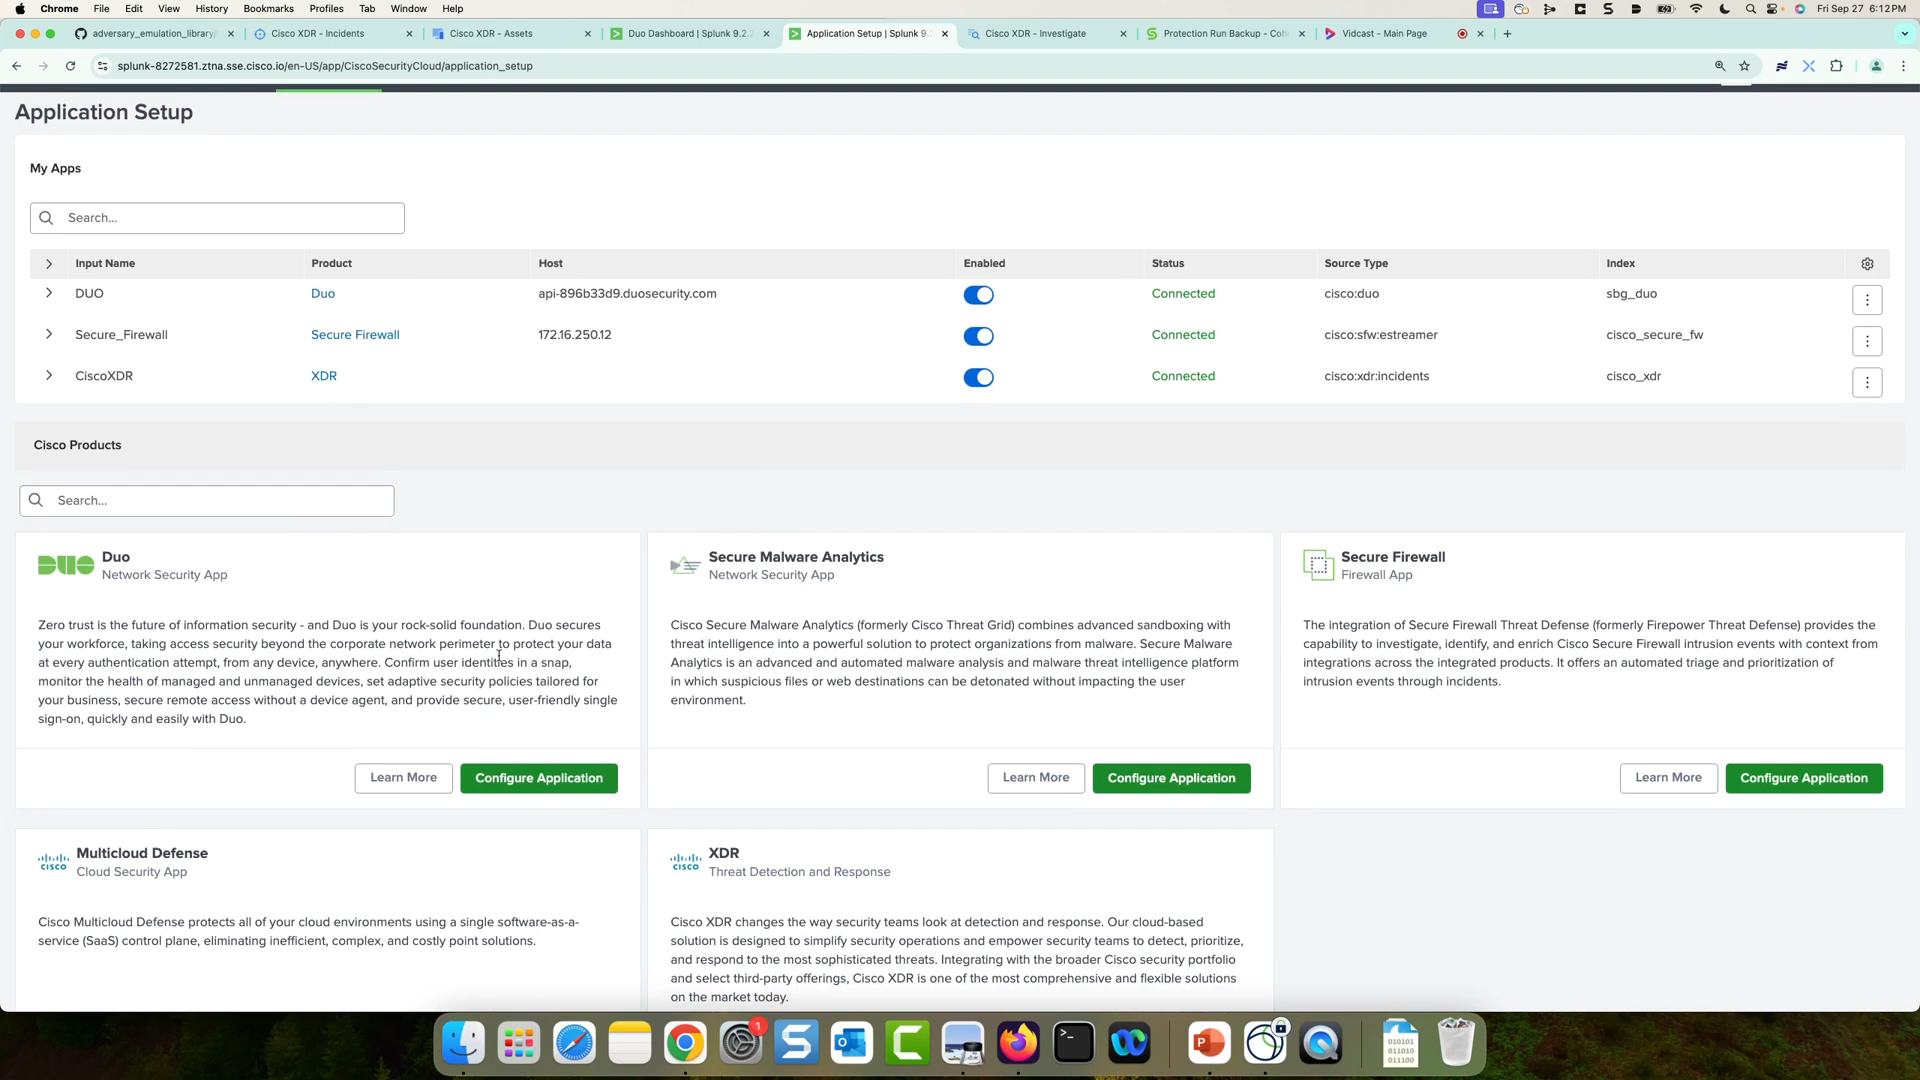 Chrome File Edit View History Bookmarks Profiles Tab Window Help Fri Sep 27 6:12 PM
adversary_emulation_library/ Cisco XDR - Incidents Cisco XDR - Assets Duo Dashboard | Splunk 9.2.2 Application Setup | Splunk 9. Cisco XDR - Investigate Protection Run Backup - Coh Vidcast - Main Page
splunk-8272581.ztna.sse.cisco.io/en-US/app/CiscoSecurityCloud/application_setup
Application Setup
My Apps
Search...
Input Name Product Host Enabled Status Source Type Index
DUO Duo api-896b33d9.duosecurity.com Connected cisco:duo sbg_duo
Secure_Firewall Secure Firewall 172.16.250.12 Connected cisco:sfw:estreamer cisco_secure_fw
CiscoXDR XDR Connected cisco:xdr:incidents cisco_xdr
Cisco Products
Search...
DUO
Duo
Network Security App
Zero trust is the future of information security - and Duo is your rock-solid foundation. Duo secures
your workforce, taking access security beyond the corporate network perimeter to protect your data
at every authentication attempt, from any device, anywhere. Confirm user identities in a snap,
monitor the health of managed and unmanaged devices, set adaptive security policies tailored for
your business, secure remote access without a device agent, and provide secure, user-friendly single
sign-on, quickly and easily with Duo.
Learn More Configure Application
Secure Malware Analytics
Network Security App
Cisco Secure Malware Analytics (formerly Cisco Threat Grid) combines advanced sandboxing with
threat intelligence into a powerful solution to protect organizations from malware. Secure Malware
Analytics is an advanced and automated malware analysis and malware threat intelligence platform
in which suspicious files or web destinations can be detonated without impacting the user
environment.
Learn More Configure Application
Secure Firewall
Firewall App
The integration of Secure Firewall Threat Defense (formerly Firepower Threat Defense) provides the
capability to investigate, identify, and enrich Cisco Secure Firewall intrusion events with context from
integrations across the integrated products. It offers an automated triage and prioritization of
intrusion events through incidents.
Learn More Configure Application
CISCO
Multicloud Defense
Cloud Security App
Cisco Multicloud Defense protects all of your cloud environments using a single software-as-a-
service (SaaS) control plane, eliminating inefficient, complex, and costly point solutions.
CISCO
XDR
Threat Detection and Response
Cisco XDR changes the way security teams look at detection and response. Our cloud-based
solution is designed to simplify security operations and empower security teams to detect, prioritize,
and respond to the most sophisticated threats. Integrating with the broader Cisco security portfolio
and select third-party offerings, Cisco XDR is one of the most comprehensive and flexible solutions
on the market today.
1
010101
011010
011100